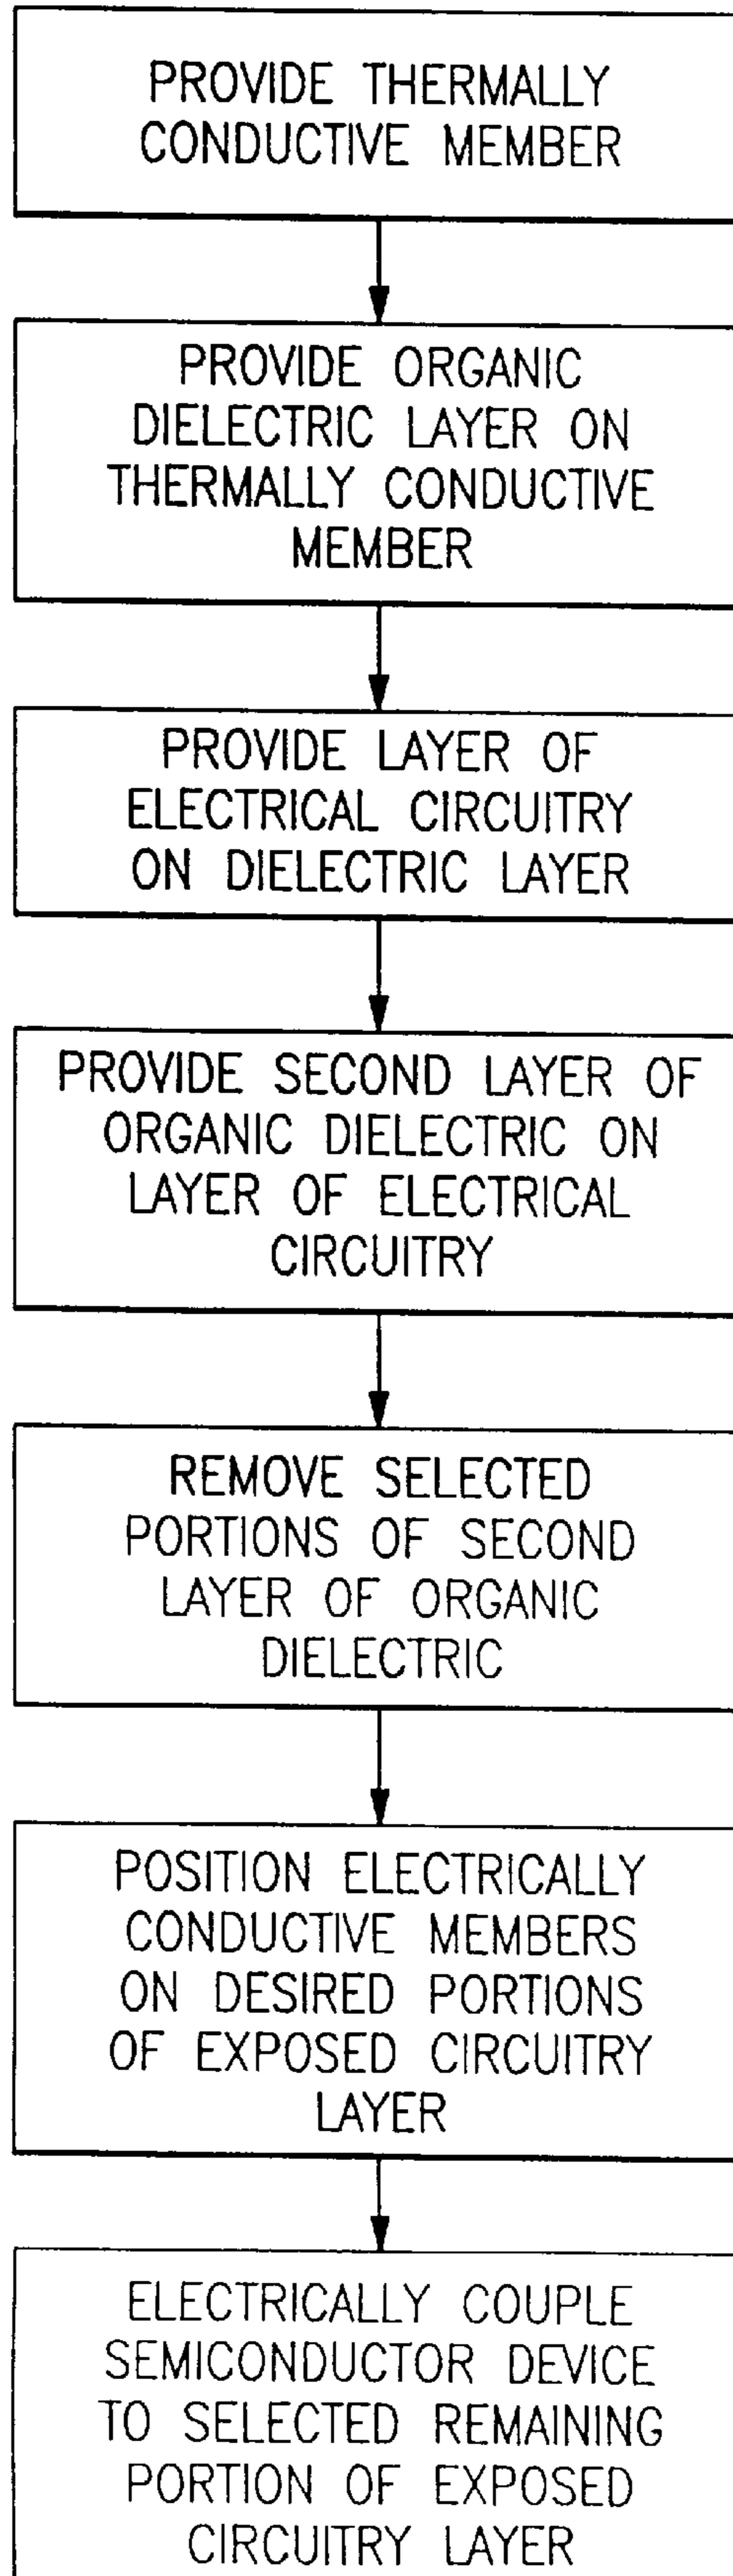 PROVIDE THERMALLY
CONDUCTIVE MEMBER
PROVIDE ORGANIC
DIELECTRIC LAYER ON
THERMALLY CONDUCTIVE
MEMBER
PROVIDE LAYER OF
ELECTRICAL CIRCUITRY
ON DIELECTRIC LAYER
PROVIDE SECOND LAYER OF
ORGANIC DIELECTRIC ON
LAYER OF ELECTRICAL
CIRCUITRY
REMOVE SELECTED
PORTIONS OF SECOND
LAYER OF ORGANIC
DIELECTRIC
POSITION ELECTRICALLY
CONDUCTIVE MEMBERS
ON DESIRED PORTIONS
OF EXPOSED CIRCUITRY
LAYER
ELECTRICALLY COUPLE
SEMICONDUCTOR DEVICE
TO SELECTED REMAINING
PORTION OF EXPOSED
CIRCUITRY LAYER